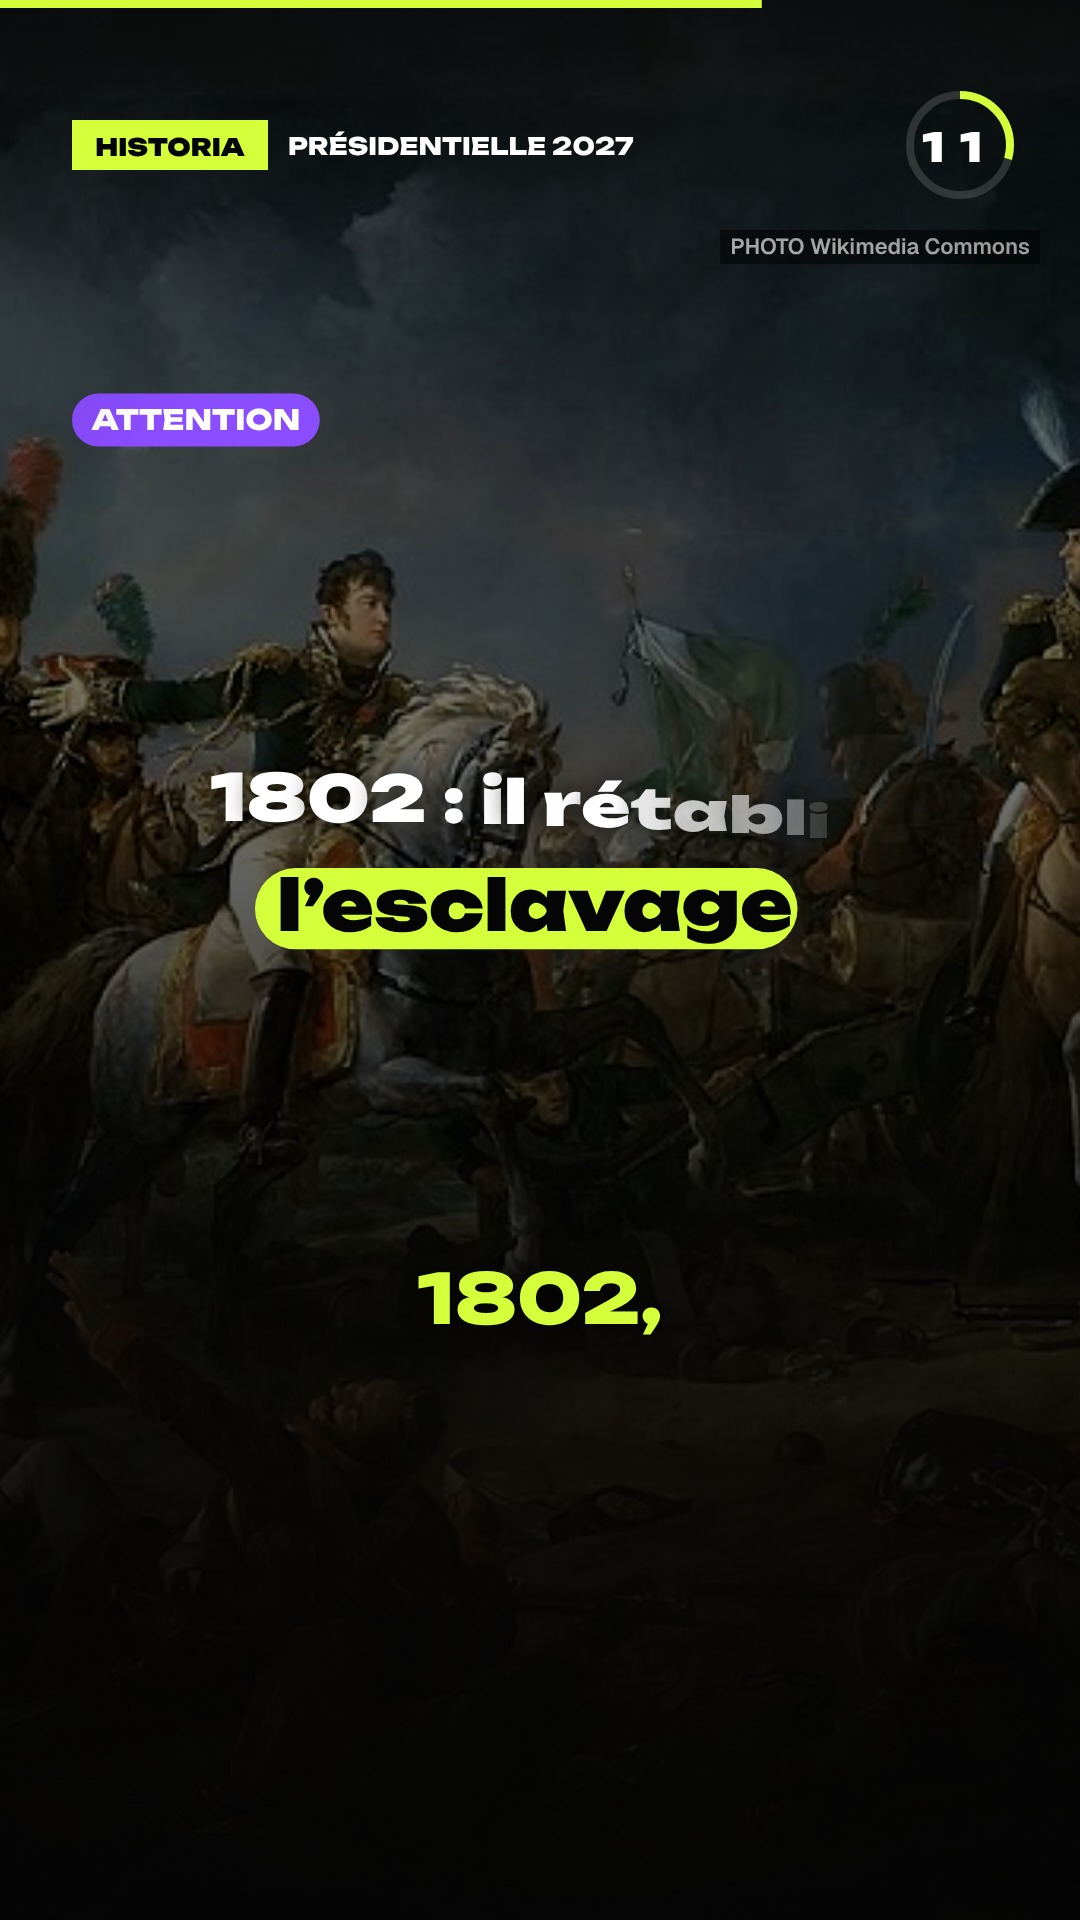 HISTORIA PRÉSIDENTIELLE 2027
11
PHOTO Wikimedia Commons
ATTENTION
1802 : il rétabli
l’esclavage
1802,